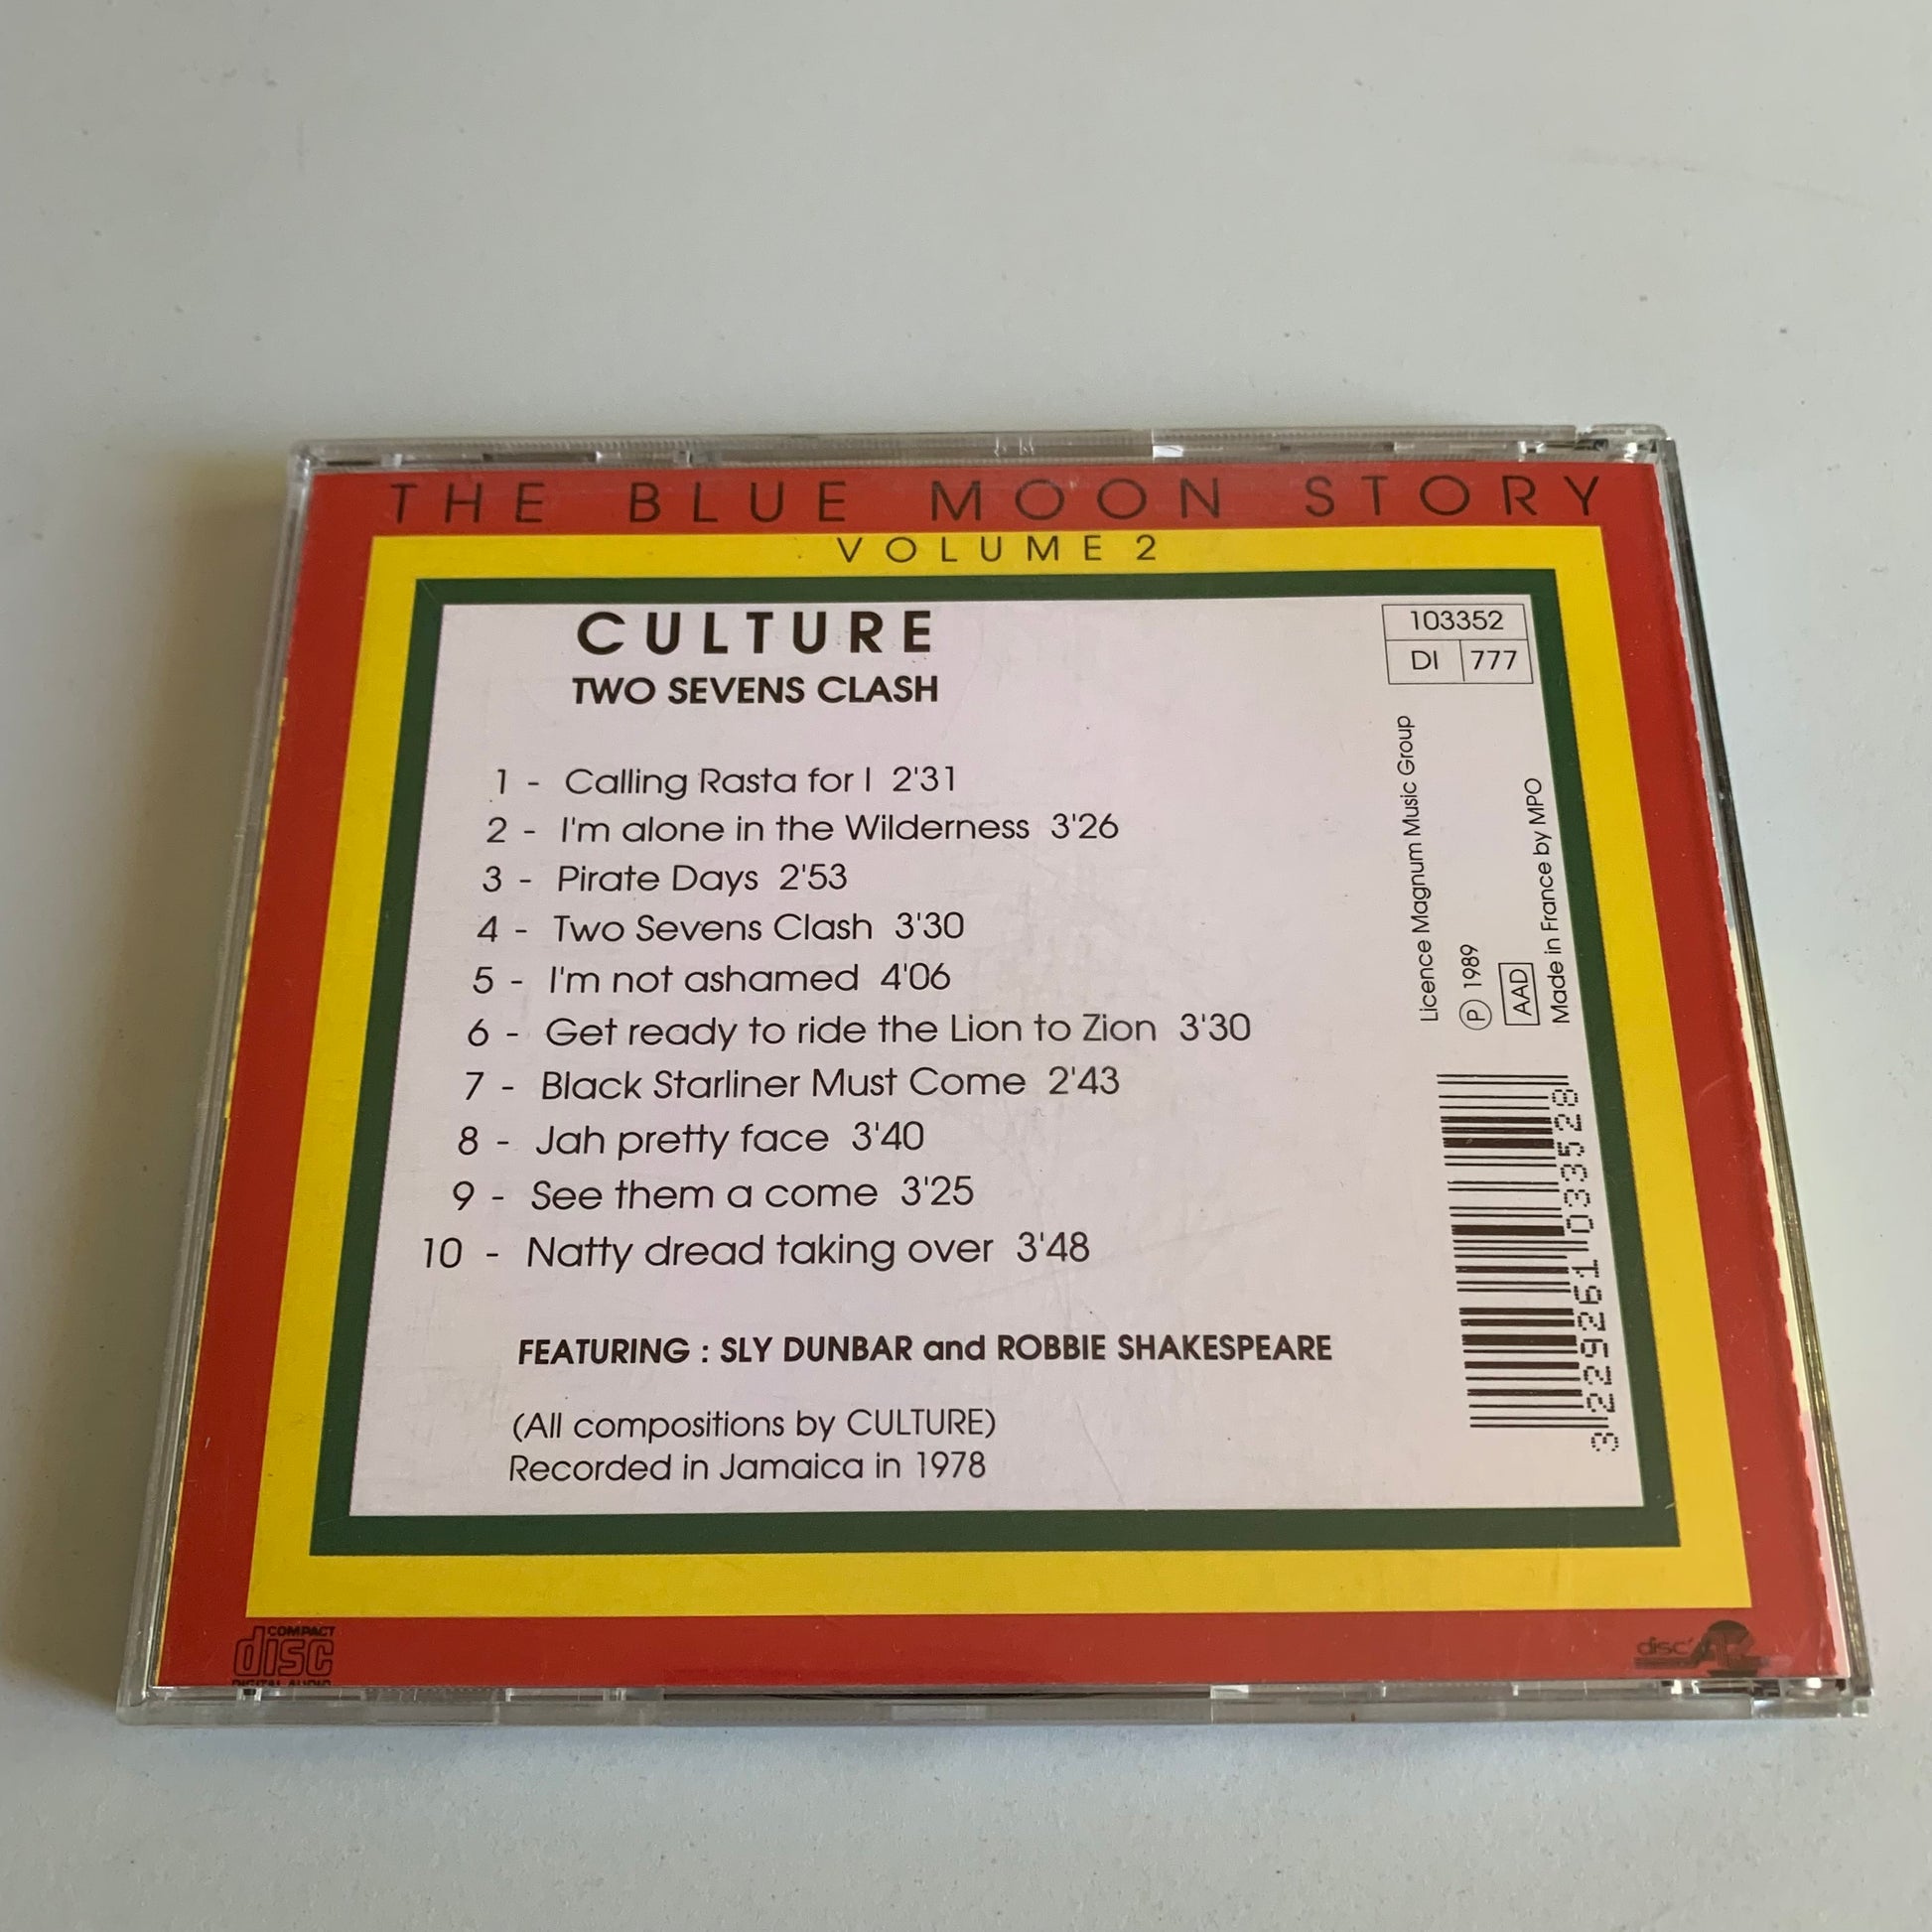 THE BLUE MOON STORY
VOLUME 2
CULTURE
TWO SEVENS CLASH
103352
DI 777
1 - Calling Rasta for I 2'31
2 - I'm alone in the Wilderness 3'26
3 - Pirate Days 2'53
4 - Two Sevens Clash 3'30
5 - I'm not ashamed 4'06
6 - Get ready to ride the Lion to Zion 3'30
7 - Black Starliner Must Come 2'43
8 - Jah pretty face 3'40
9 - See them a come 3'25
10 - Natty dread taking over 3'48
FEATURING : SLY DUNBAR and ROBBIE SHAKESPEARE
(All compositions by CULTURE)
Recorded in Jamaica in 1978
Licence Magnum Music Group
Ⓟ 1989
AAD
Made in France by MPO
3 229261 033528
COMPACT
disc
DIGITAL AUDIO